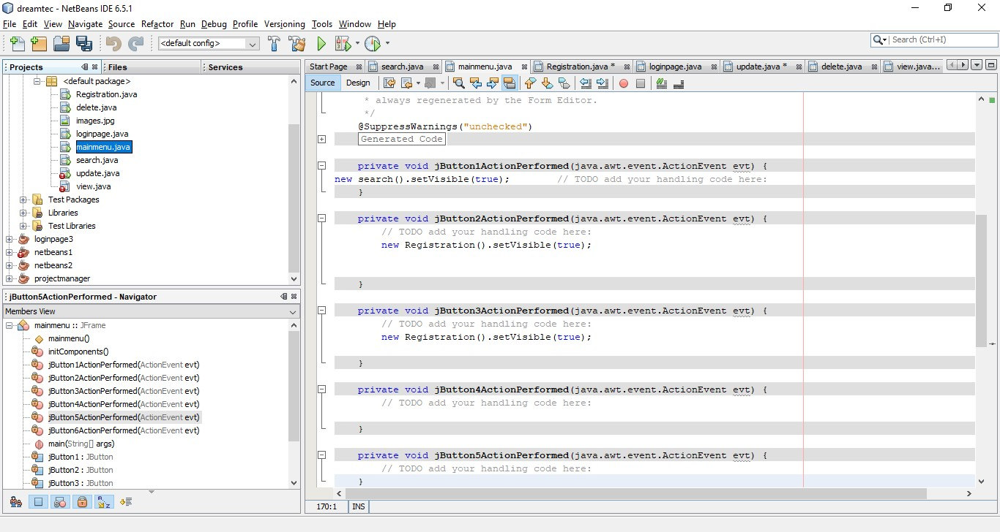 dreamtec - NetBeans IDE 6.5.1
File Edit View Navigate Source Refactor Run Debug Profile Versioning Tools Window Help
<default config>
Search (Ctrl+I)
Projects
Files
Services
<default package>
Registration.java
delete.java
images.jpg
loginpage.java
mainmenu.java
search.java
update.java
view.java
Test Packages
Libraries
Test Libraries
loginpage3
netbeans1
netbeans2
projectmanager
jButton5ActionPerformed - Navigator
Members View
mainmenu :: JFrame
mainmenu()
initComponents()
jButton1ActionPerformed(ActionEvent evt)
jButton2ActionPerformed(ActionEvent evt)
jButton3ActionPerformed(ActionEvent evt)
jButton4ActionPerformed(ActionEvent evt)
jButton5ActionPerformed(ActionEvent evt)
jButton6ActionPerformed(ActionEvent evt)
main(String[] args)
jButton1 : JButton
jButton2 : JButton
jButton3 : JButton
Start Page search.java mainmenu.java Registration.java * loginpage.java update.java * delete.java view.java...
Source Design
* always regenerated by the Form Editor.
*/
@SuppressWarnings("unchecked")
Generated Code
private void jButton1ActionPerformed(java.awt.event.ActionEvent evt) {
new search().setVisible(true); // TODO add your handling code here:
}
private void jButton2ActionPerformed(java.awt.event.ActionEvent evt) {
// TODO add your handling code here:
new Registration().setVisible(true);
}
private void jButton3ActionPerformed(java.awt.event.ActionEvent evt) {
// TODO add your handling code here:
new Registration().setVisible(true);
}
private void jButton4ActionPerformed(java.awt.event.ActionEvent evt) {
// TODO add your handling code here:
}
private void jButton5ActionPerformed(java.awt.event.ActionEvent evt) {
// TODO add your handling code here:
}
170:1 INS